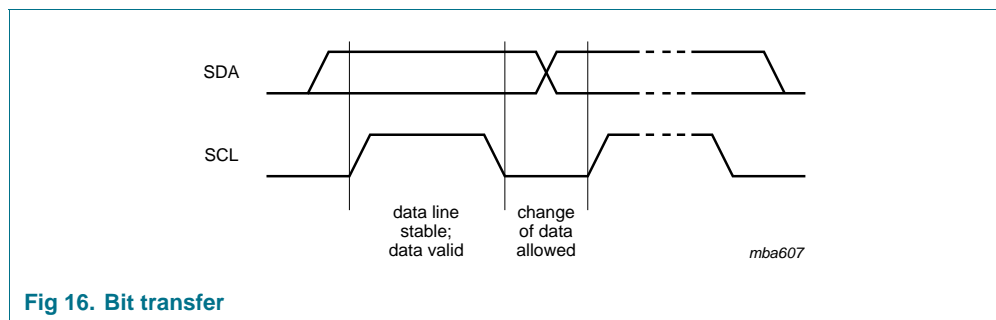 SDA
SCL
data line
stable;
data valid
change
of data
allowed
mba607
Fig 16. Bit transfer